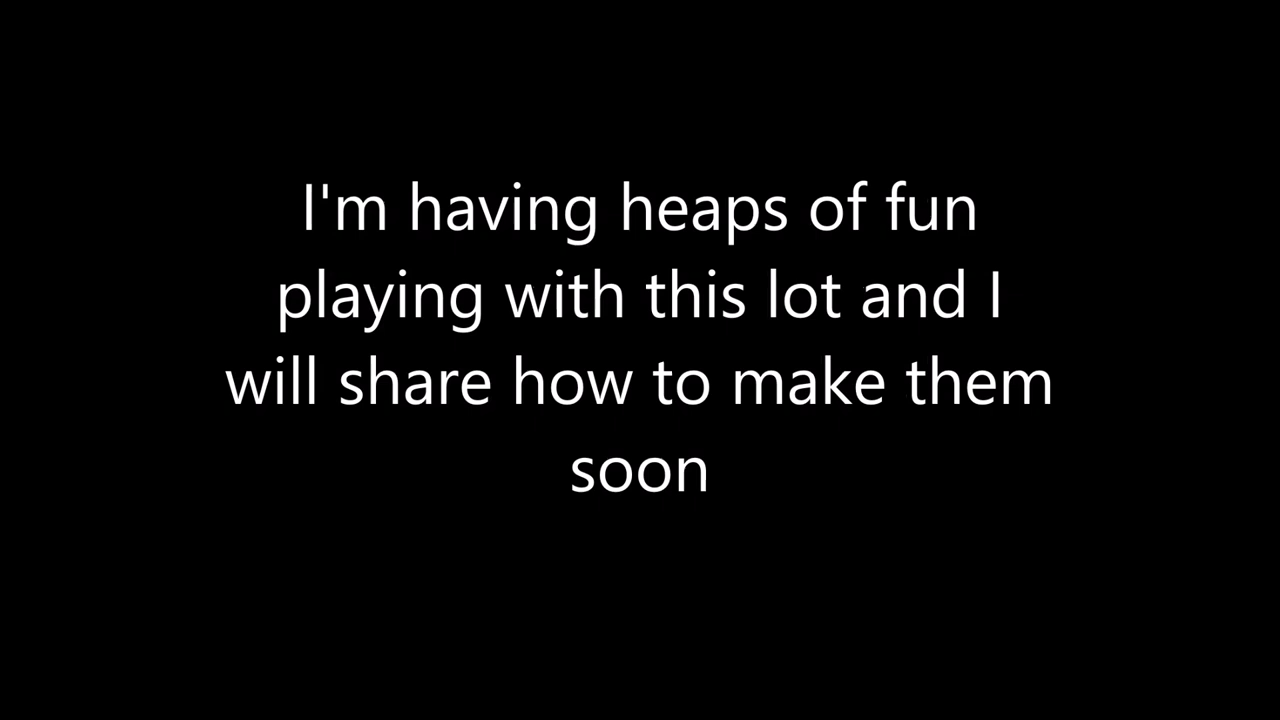 I'm having heaps of fun
playing with this lot and I
will share how to make them
soon